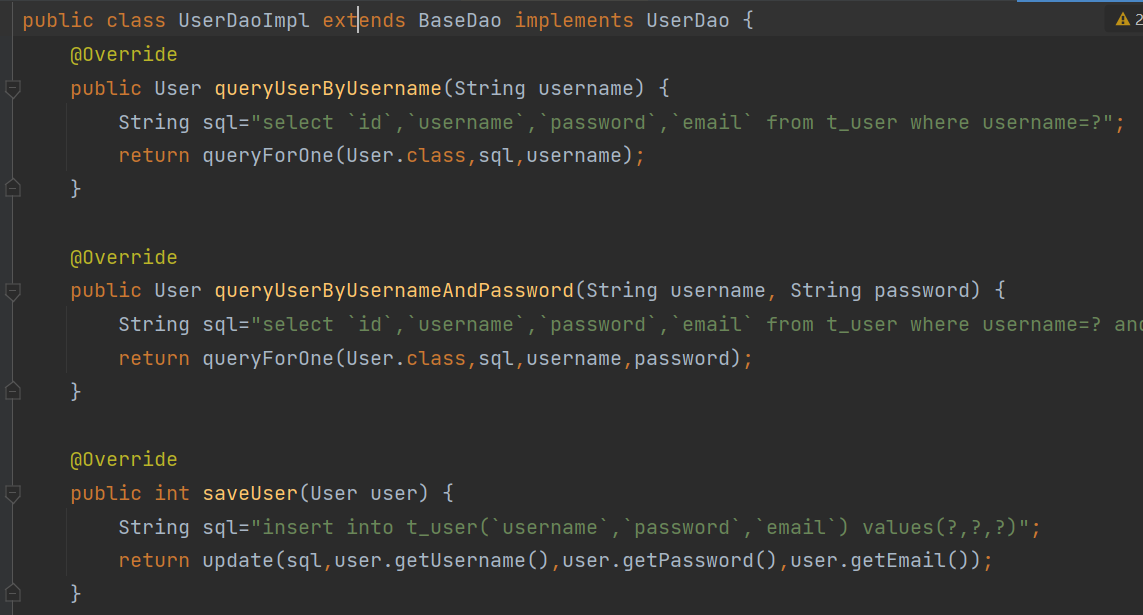 public class UserDaoImpl extends BaseDao implements UserDao {
2
@Override
public User queryUserByUsername(String username) {
String sql="select `id`,`username`,`password`,`email` from t_user where username=?";
return queryForOne(User.class,sql,username);
}
@Override
public User queryUserByUsernameAndPassword(String username, String password) {
String sql="select `id`,`username`,`password`,`email` from t_user where username=? and
return queryForOne(User.class,sql,username,password);
}
@Override
public int saveUser(User user) {
String sql="insert into t_user(`username`,`password`,`email`) values(?,?,?)";
return update(sql,user.getUsername(),user.getPassword(),user.getEmail());
}